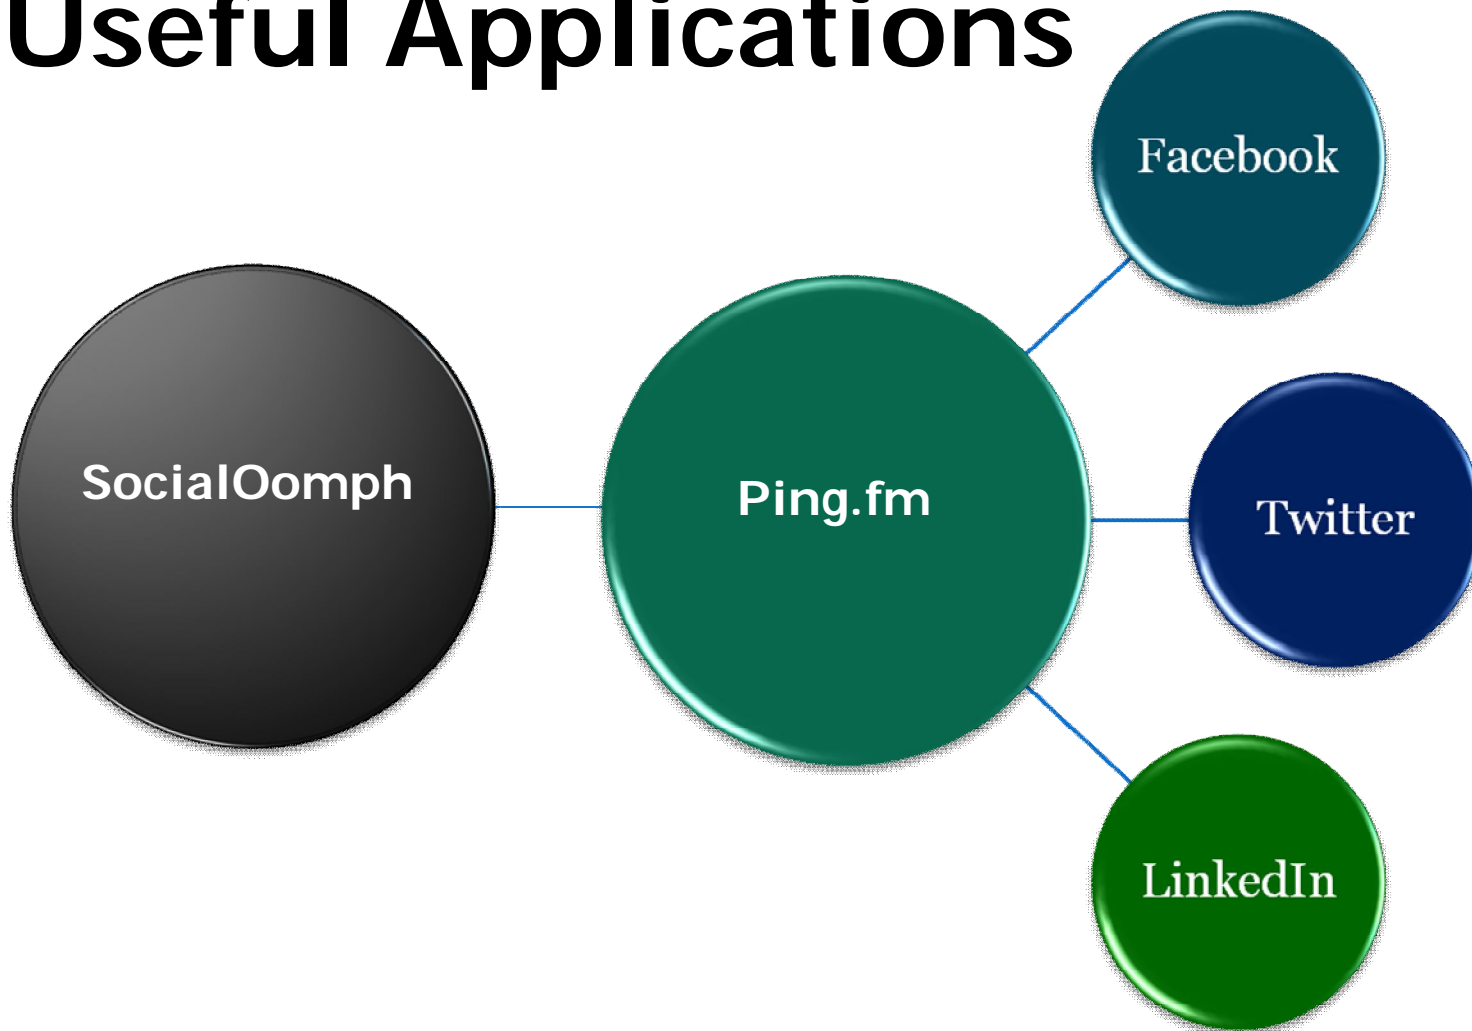 Useful Applications
Facebook
SocialOomph
Ping.fm
Twitter
LinkedIn